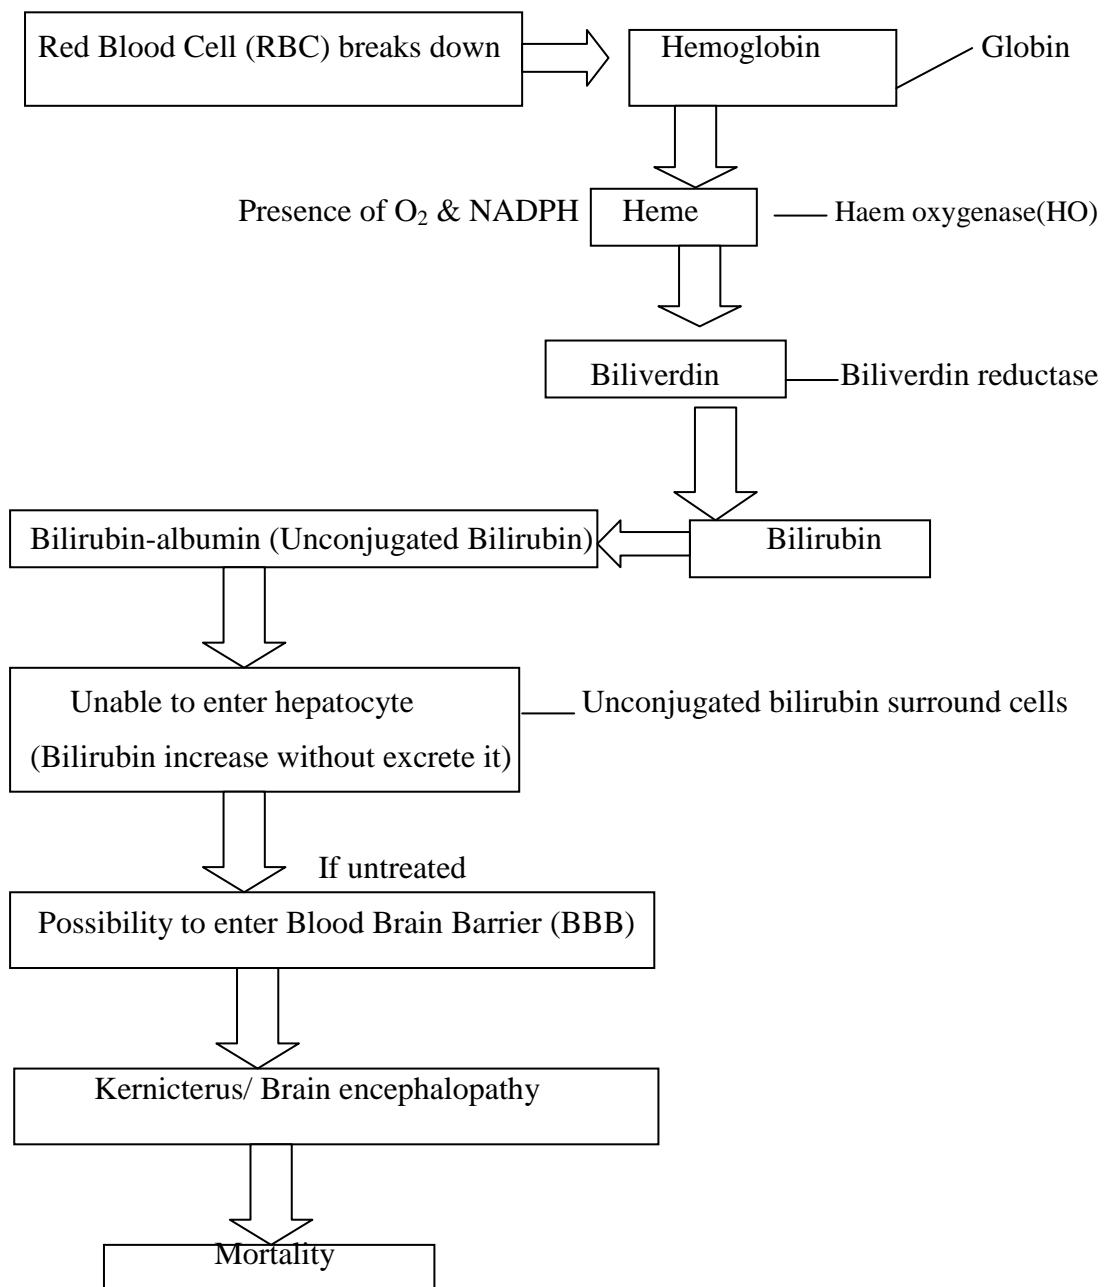 Red Blood Cell (RBC) breaks down
Hemoglobin
Globin
Presence of O₂ & NADPH
Heme
Haem oxygenase(HO)
Biliverdin
Biliverdin reductase
Bilirubin-albumin (Unconjugated Bilirubin)
Bilirubin
Unable to enter hepatocyte
(Bilirubin increase without excrete it)
Unconjugated bilirubin surround cells
If untreated
Possibility to enter Blood Brain Barrier (BBB)
Kernicterus/ Brain encephalopathy
Mortality